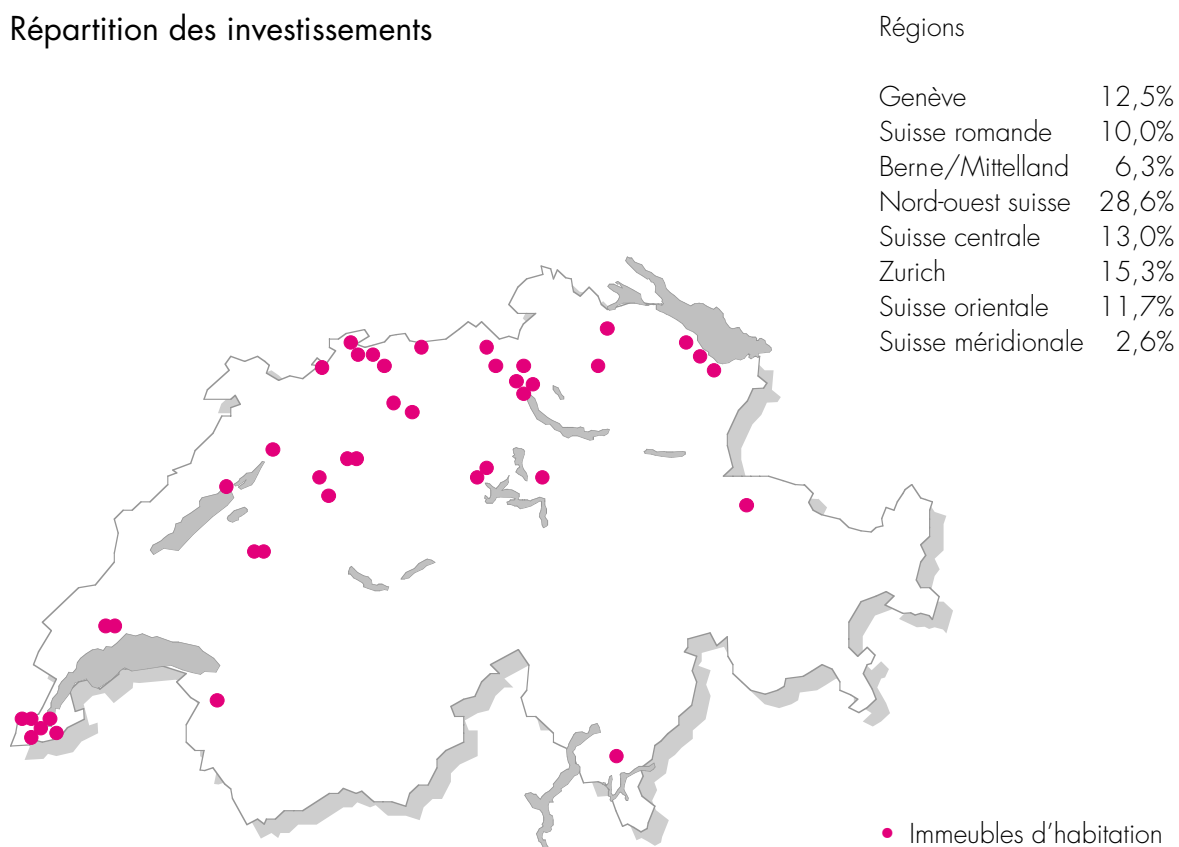 Répartition des investissements
Régions
Genève 12,5%
Suisse romande 10,0%
Berne/Mittelland 6,3%
Nord-ouest suisse 28,6%
Suisse centrale 13,0%
Zurich 15,3%
Suisse orientale 11,7%
Suisse méridionale 2,6%
Immeubles d'habitation